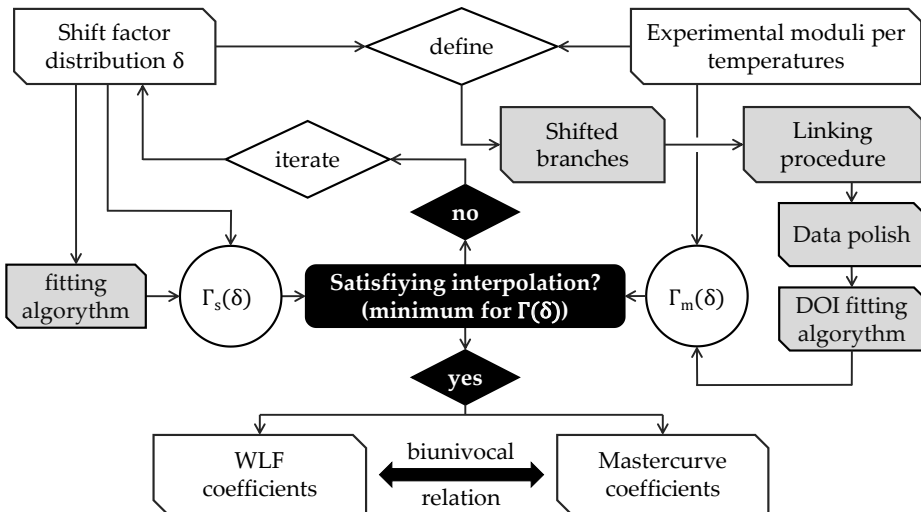 Shift factor
distribution δ
define
Experimental moduli per
temperatures
iterate
Shifted
branches
Linking
procedure
no
Data polish
fitting
algorythm
Γs(δ)
Satisfiying interpolation?
(minimum for Γ(δ))
Γm(δ)
DOI fitting
algorythm
yes
WLF
coefficients
biunivocal
relation
Mastercurve
coefficients